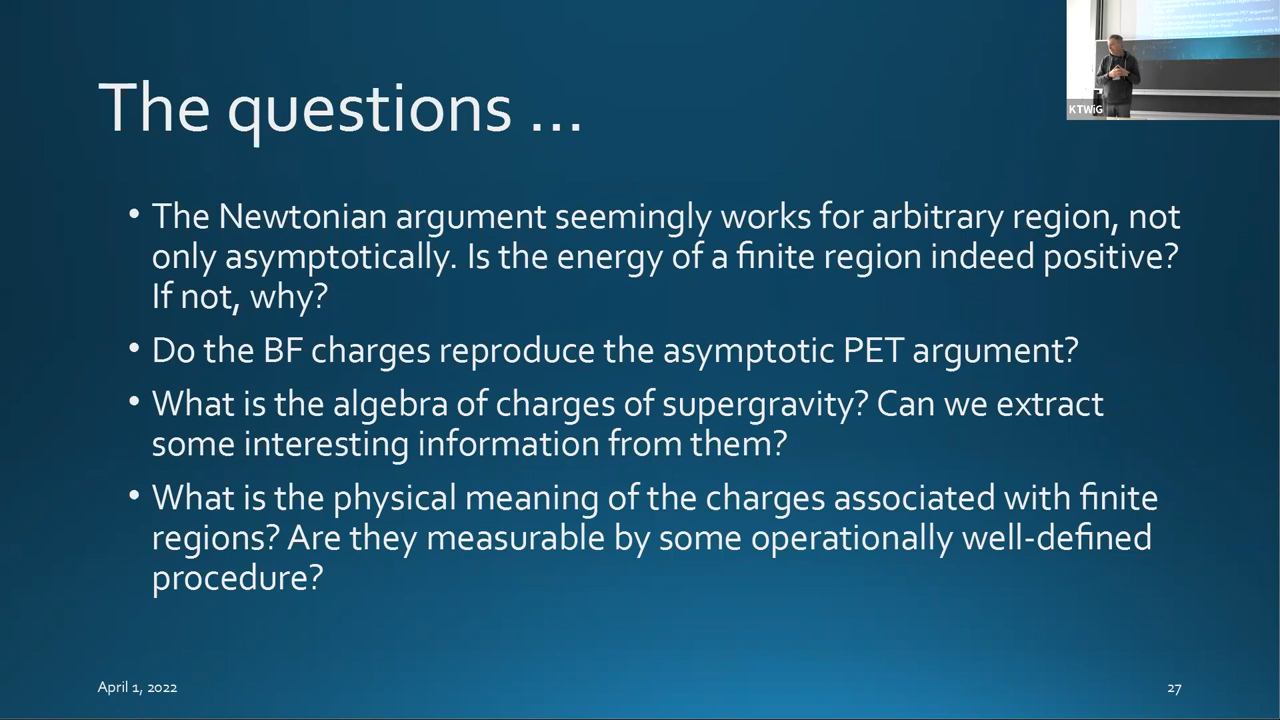 The questions ...
• The Newtonian argument seemingly works for arbitrary region, not
only asymptotically. Is the energy of a finite region indeed positive?
If not, why?
• Do the BF charges reproduce the asymptotic PET argument?
• What is the algebra of charges of supergravity? Can we extract
some interesting information from them?
• What is the physical meaning of the charges associated with finite
regions? Are they measurable by some operationally well-defined
procedure?
KTWiG
April 1, 2022
27